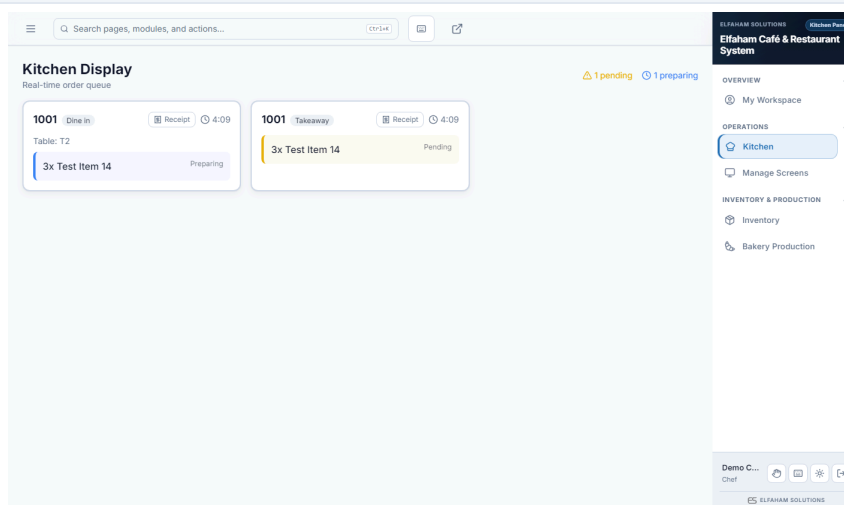 Search pages, modules, and actions...
Ctrl+K
Kitchen Display
Real-time order queue
1 pending
1 preparing
1001 Dine in Receipt 4:09
Table: T2
3x Test Item 14 Preparing
1001 Takeaway Receipt 4:09
3x Test Item 14 Pending
ELFAHAM SOLUTIONS
Kitchen Pane
Elfaham Café & Restaurant
System
OVERVIEW
My Workspace
OPERATIONS
Kitchen
Manage Screens
INVENTORY & PRODUCTION
Inventory
Bakery Production
Demo C...
Chef
ELFAHAM SOLUTIONS